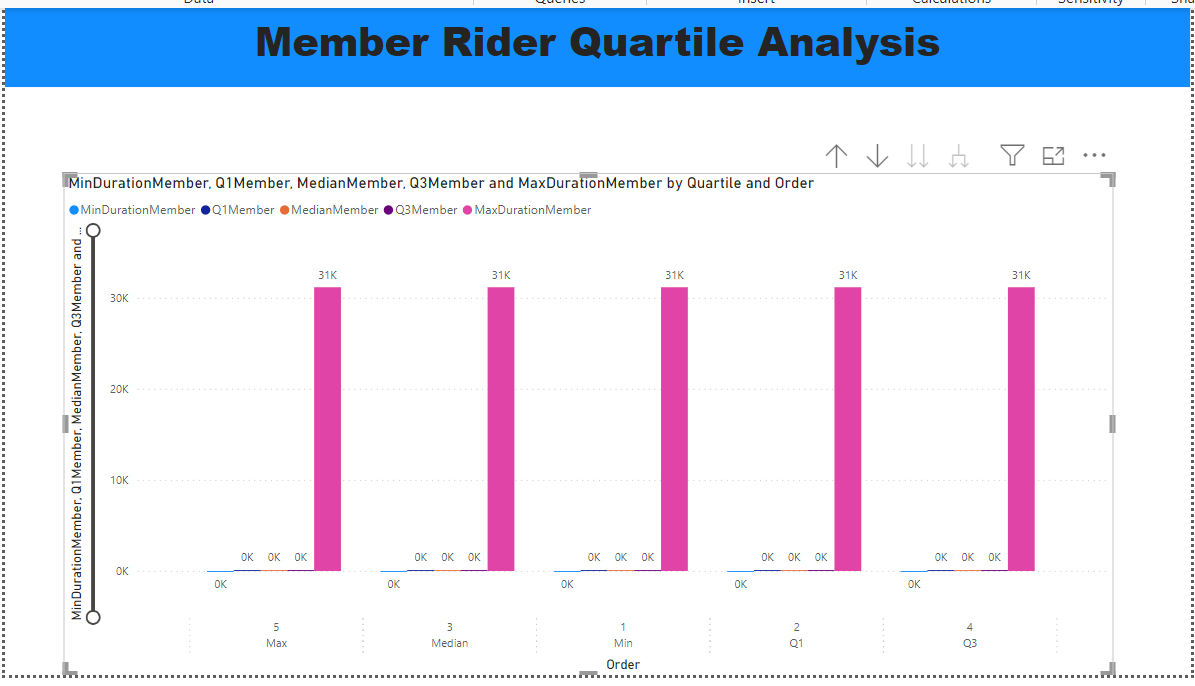 Data Queries Insert Calculations Sensitivity
Member Rider Quartile Analysis
MinDurationMember, Q1Member, MedianMember, Q3Member and MaxDurationMember by Quartile and Order
MinDurationMember Q1Member MedianMember Q3Member MaxDurationMember
MinDurationMember, Q1Member, MedianMember, Q3Member and ...
31K 31K 31K 31K 31K
30K
20K
10K
0K 0K 0K 0K 0K 0K 0K 0K 0K 0K 0K 0K 0K 0K 0K
0K
0K 0K 0K 0K 0K
5 3 1 2 4
Max Median Min Q1 Q3
Order